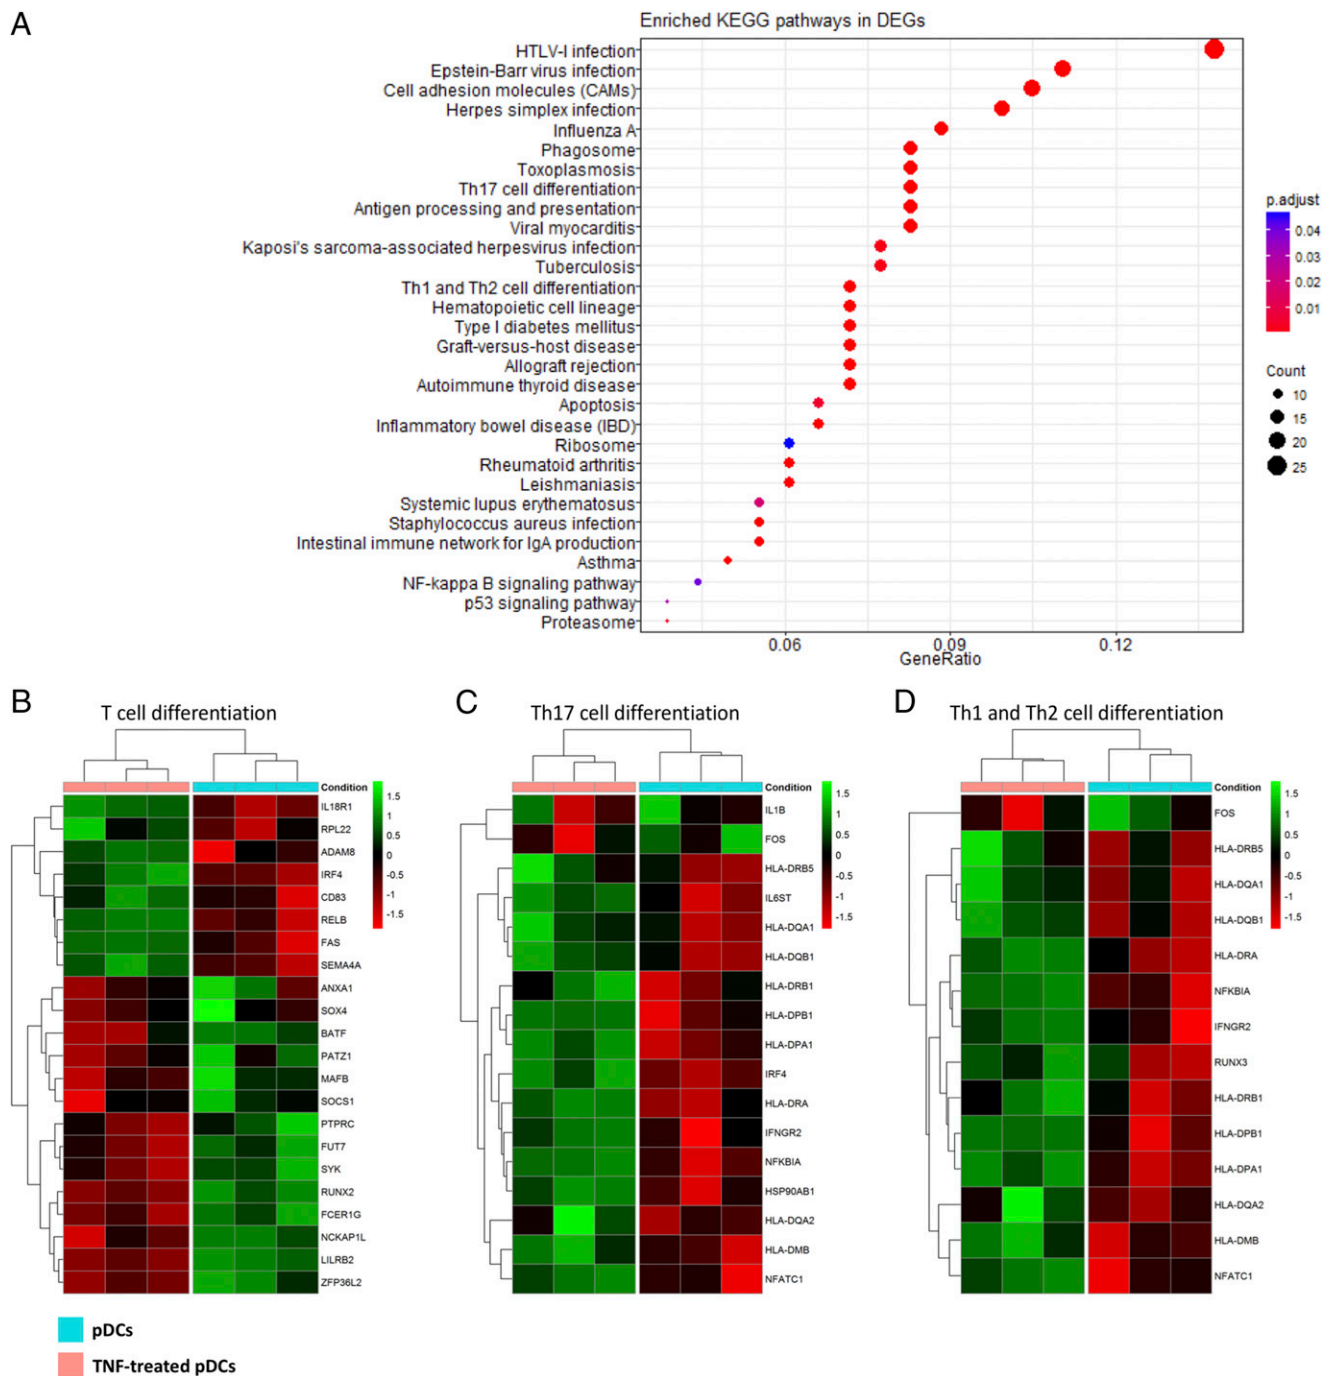 A
Enriched KEGG pathways in DEGs
HTLV-I infection
Epstein-Barr virus infection
Cell adhesion molecules (CAMs)
Herpes simplex infection
Influenza A
Phagosome
Toxoplasmosis
Th17 cell differentiation
Antigen processing and presentation
Viral myocarditis
Kaposi's sarcoma-associated herpesvirus infection
Tuberculosis
Th1 and Th2 cell differentiation
Hematopoietic cell lineage
Type I diabetes mellitus
Graft-versus-host disease
Allograft rejection
Autoimmune thyroid disease
Apoptosis
Inflammatory bowel disease (IBD)
Ribosome
Rheumatoid arthritis
Leishmaniasis
Systemic lupus erythematosus
Staphylococcus aureus infection
Intestinal immune network for IgA production
Asthma
NF-kappa B signaling pathway
p53 signaling pathway
Proteasome
0.06 0.09 0.12
GeneRatio
p.adjust
0.04
0.03
0.02
0.01
Count
10
15
20
25
B
T cell differentiation
Condition
IL18R1
RPL22
ADAM8
IRF4
CD83
RELB
FAS
SEMA4A
ANXA1
SOX4
BATF
PATZ1
MAFB
SOCS1
PTPRC
FUT7
SYK
RUNX2
FCER1G
NCKAP1L
LILRB2
ZFP36L2
1.5
1
0.5
0
-0.5
-1
-1.5
C
Th17 cell differentiation
Condition
IL1B
FOS
HLA-DRB5
IL6ST
HLA-DQA1
HLA-DQB1
HLA-DRB1
HLA-DPB1
HLA-DPA1
IRF4
HLA-DRA
IFNGR2
NFKBIA
HSP90AB1
HLA-DQA2
HLA-DMB
NFATC1
1.5
1
0.5
0
-0.5
-1
-1.5
D
Th1 and Th2 cell differentiation
Condition
FOS
HLA-DRB5
HLA-DQA1
HLA-DQB1
HLA-DRA
NFKBIA
IFNGR2
RUNX3
HLA-DRB1
HLA-DPB1
HLA-DPA1
HLA-DQA2
HLA-DMB
NFATC1
1.5
1
0.5
0
-0.5
-1
-1.5
pDCs
TNF-treated pDCs